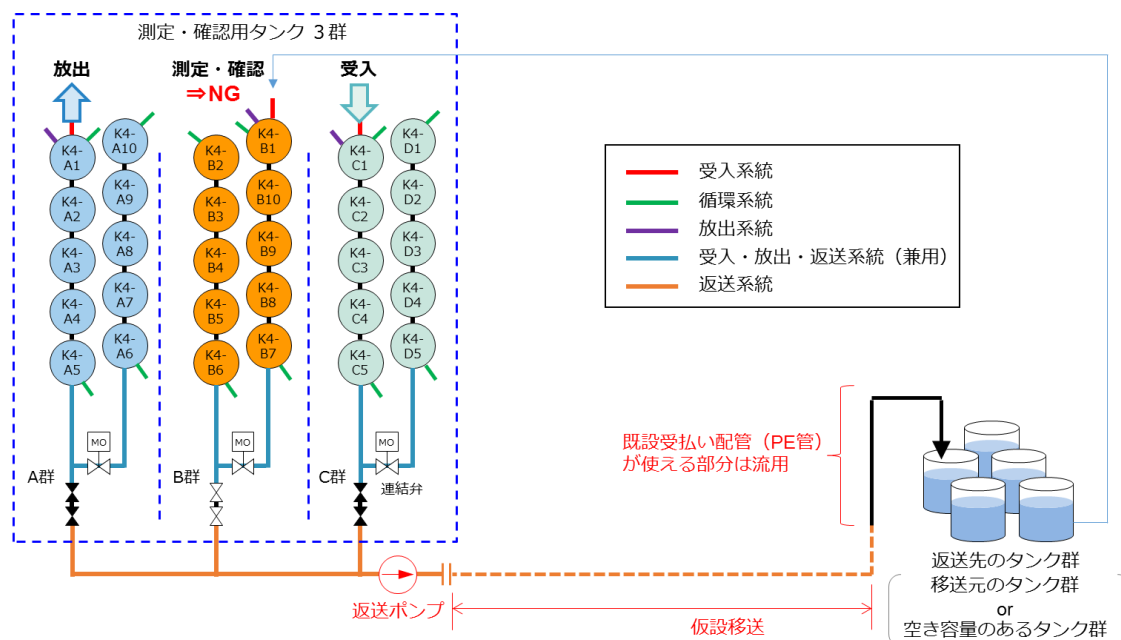 測定・確認用タンク 3群
放出
測定・確認
⇒NG
受入
K4-
A1
K4-
A2
K4-
A3
K4-
A4
K4-
A5
K4-
A10
K4-
A9
K4-
A8
K4-
A7
K4-
A6
K4-
B2
K4-
B3
K4-
B4
K4-
B5
K4-
B6
K4-
B1
K4-
B10
K4-
B9
K4-
B8
K4-
B7
K4-
C1
K4-
C2
K4-
C3
K4-
C4
K4-
C5
K4-
D1
K4-
D2
K4-
D3
K4-
D4
K4-
D5
MO
MO
MO
A群
B群
C群
連結弁
受入系統
循環系統
放出系統
受入・放出・返送系統(兼用)
返送系統
既設受払い配管(PE管)
が使える部分は流用
返送ポンプ
仮設移送
返送先のタンク群
移送元のタンク群
or
空き容量のあるタンク群